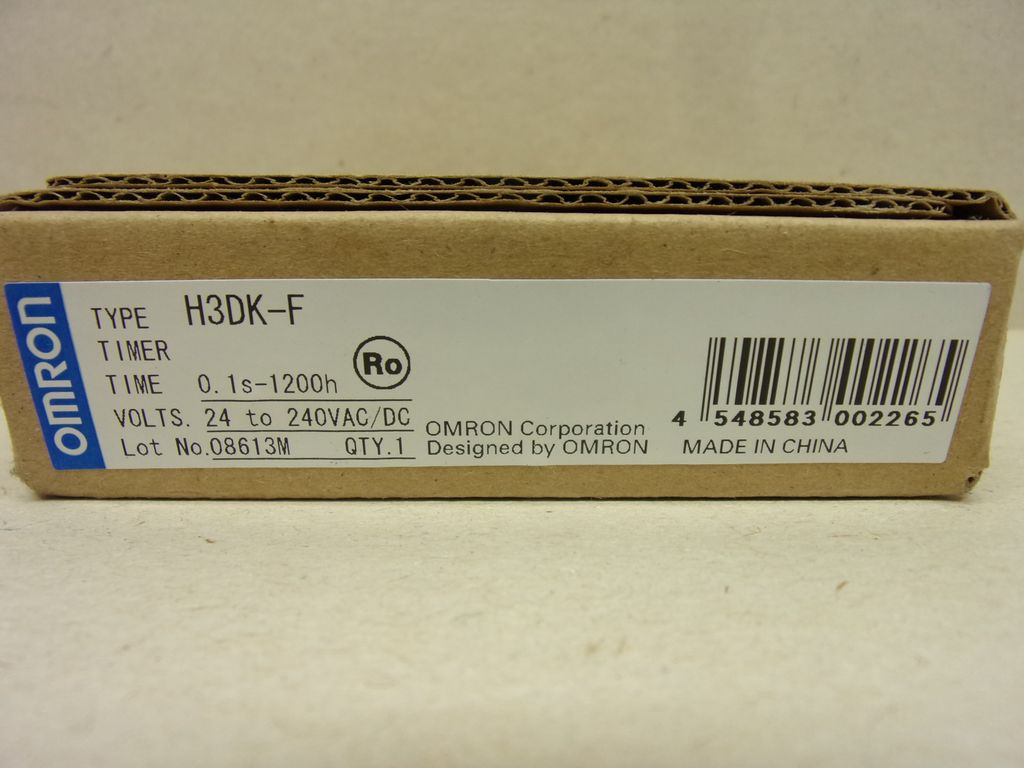 OMRON
TYPE H3DK-F
TIMER
TIME 0.1s-1200h
Ro
VOLTS. 24 to 240VAC/DC
Lot No.08613M QTY.1
OMRON Corporation
Designed by OMRON
4 548583 002265
MADE IN CHINA